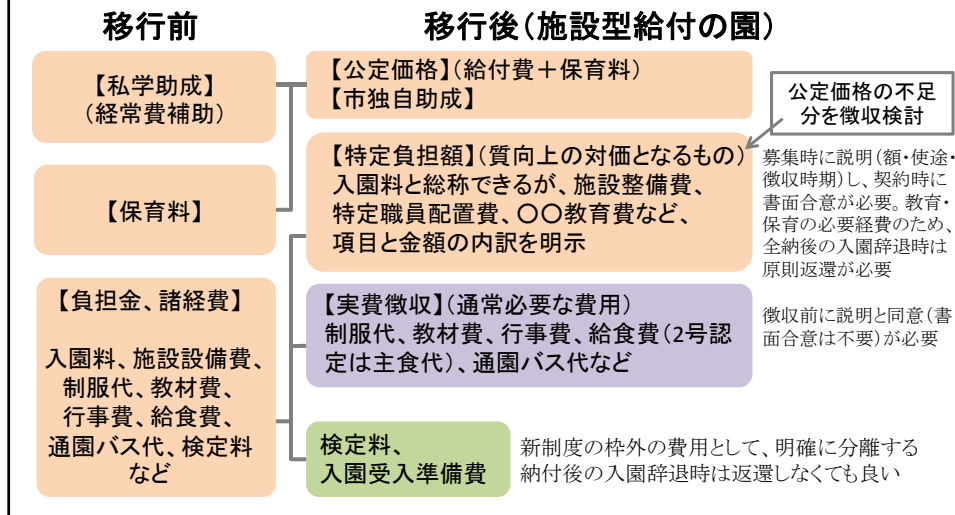 移行前
移行後(施設型給付の園)
【私学助成】
(経常費補助)
【保育料】
【負担金、諸経費】
入園料、施設設備費、
制服代、教材費、
行事費、給食費、
通園バス代、検定料
など
【公定価格】(給付費＋保育料)
【市独自助成】
公定価格の不足
分を徴収検討
【特定負担額】(質向上の対価となるもの)
入園料と総称できるが、施設整備費、
特定職員配置費、〇〇教育費など、
項目と金額の内訳を明示
募集時に説明(額・使途・
徴収時期)し、契約時に
書面合意が必要。教育・
保育の必要経費のため、
全納後の入園辞退時は
原則返還が必要
【実費徴収】(通常必要な費用)
制服代、教材費、行事費、給食費(2号認
定は主食代)、通園バス代など
徴収前に説明と同意(書
面合意は不要)が必要
検定料、
入園受入準備費
新制度の枠外の費用として、明確に分離する
納付後の入園辞退時は返還しなくても良い